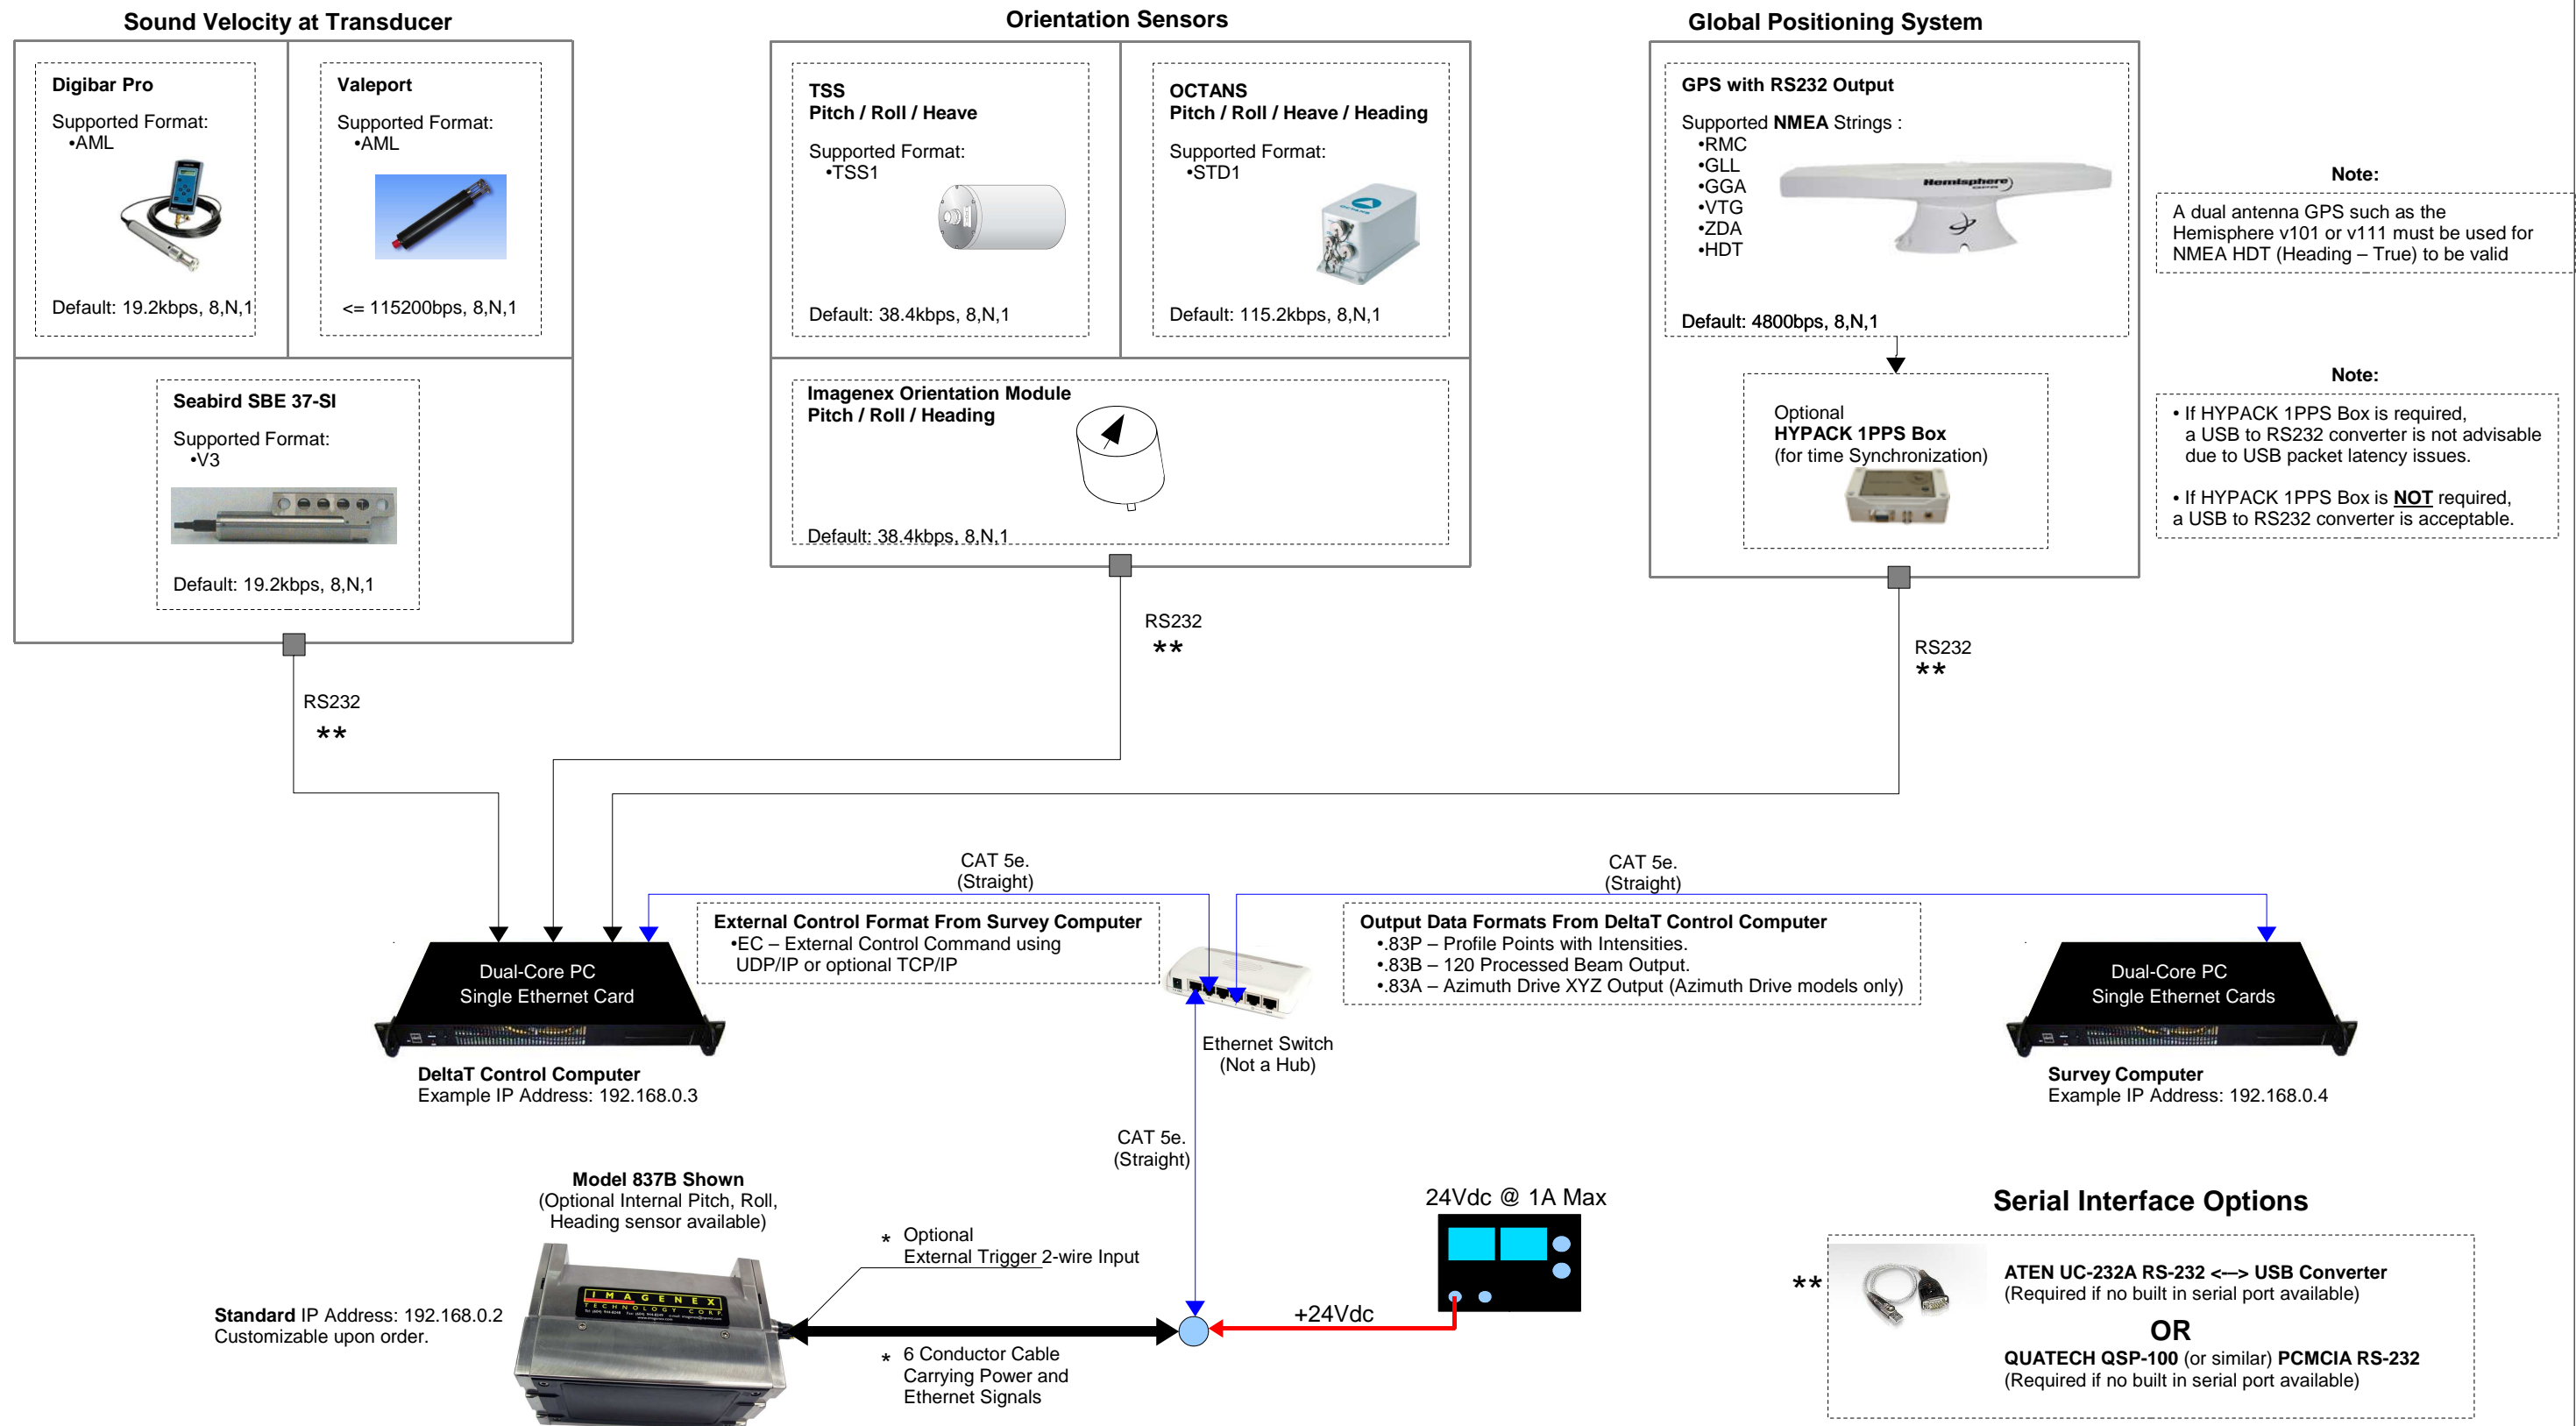 Sound Velocity at Transducer
Digibar Pro
Supported Format:
•AML
Default: 19.2kbps, 8,N,1
Valeport
Supported Format:
•AML
<= 115200bps, 8,N,1
Seabird SBE 37-SI
Supported Format:
•V3
Default: 19.2kbps, 8,N,1
RS232
**
Orientation Sensors
TSS
Pitch / Roll / Heave
Supported Format:
•TSS1
Default: 38.4kbps, 8,N,1
OCTANS
Pitch / Roll / Heave / Heading
Supported Format:
•STD1
OCTANS
Default: 115.2kbps, 8,N,1
Imagenex Orientation Module
Pitch / Roll / Heading
Default: 38.4kbps, 8,N,1
RS232
**
Global Positioning System
GPS with RS232 Output
Supported NMEA Strings :
•RMC
•GLL
•GGA
•VTG
•ZDA
•HDT
Hemisphere
Default: 4800bps, 8,N,1
Optional
HYPACK 1PPS Box
(for time Synchronization)
RS232
**
Note:
A dual antenna GPS such as the
Hemisphere v101 or v111 must be used for
NMEA HDT (Heading – True) to be valid
Note:
• If HYPACK 1PPS Box is required,
a USB to RS232 converter is not advisable
due to USB packet latency issues.
• If HYPACK 1PPS Box is NOT required,
a USB to RS232 converter is acceptable.
CAT 5e.
(Straight)
External Control Format From Survey Computer
•EC – External Control Command using
UDP/IP or optional TCP/IP
CAT 5e.
(Straight)
Output Data Formats From DeltaT Control Computer
•.83P – Profile Points with Intensities.
•.83B – 120 Processed Beam Output.
•.83A – Azimuth Drive XYZ Output (Azimuth Drive models only)
Dual-Core PC
Single Ethernet Card
DeltaT Control Computer
Example IP Address: 192.168.0.3
Ethernet Switch
(Not a Hub)
Dual-Core PC
Single Ethernet Cards
Survey Computer
Example IP Address: 192.168.0.4
CAT 5e.
(Straight)
Model 837B Shown
(Optional Internal Pitch, Roll,
Heading sensor available)
* Optional
External Trigger 2-wire Input
IMAGENEX
TECHNOLOGY CORP.
Standard IP Address: 192.168.0.2
Customizable upon order.
* 6 Conductor Cable
Carrying Power and
Ethernet Signals
24Vdc @ 1A Max
+24Vdc
Serial Interface Options
**
ATEN UC-232A RS-232 <---> USB Converter
(Required if no built in serial port available)
OR
QUATECH QSP-100 (or similar) PCMCIA RS-232
(Required if no built in serial port available)